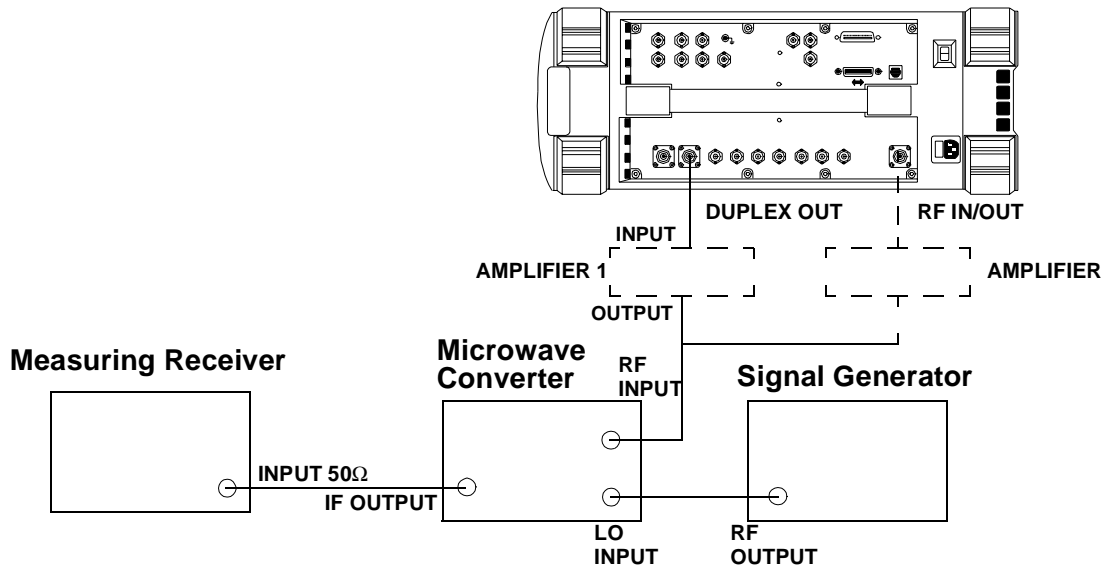 DUPLEX OUT
RF IN/OUT
INPUT
AMPLIFIER 1
AMPLIFIER
OUTPUT
Measuring Receiver
Microwave
Converter
RF
INPUT
Signal Generator
INPUT 50Ω
IF OUTPUT
LO
INPUT
RF
OUTPUT